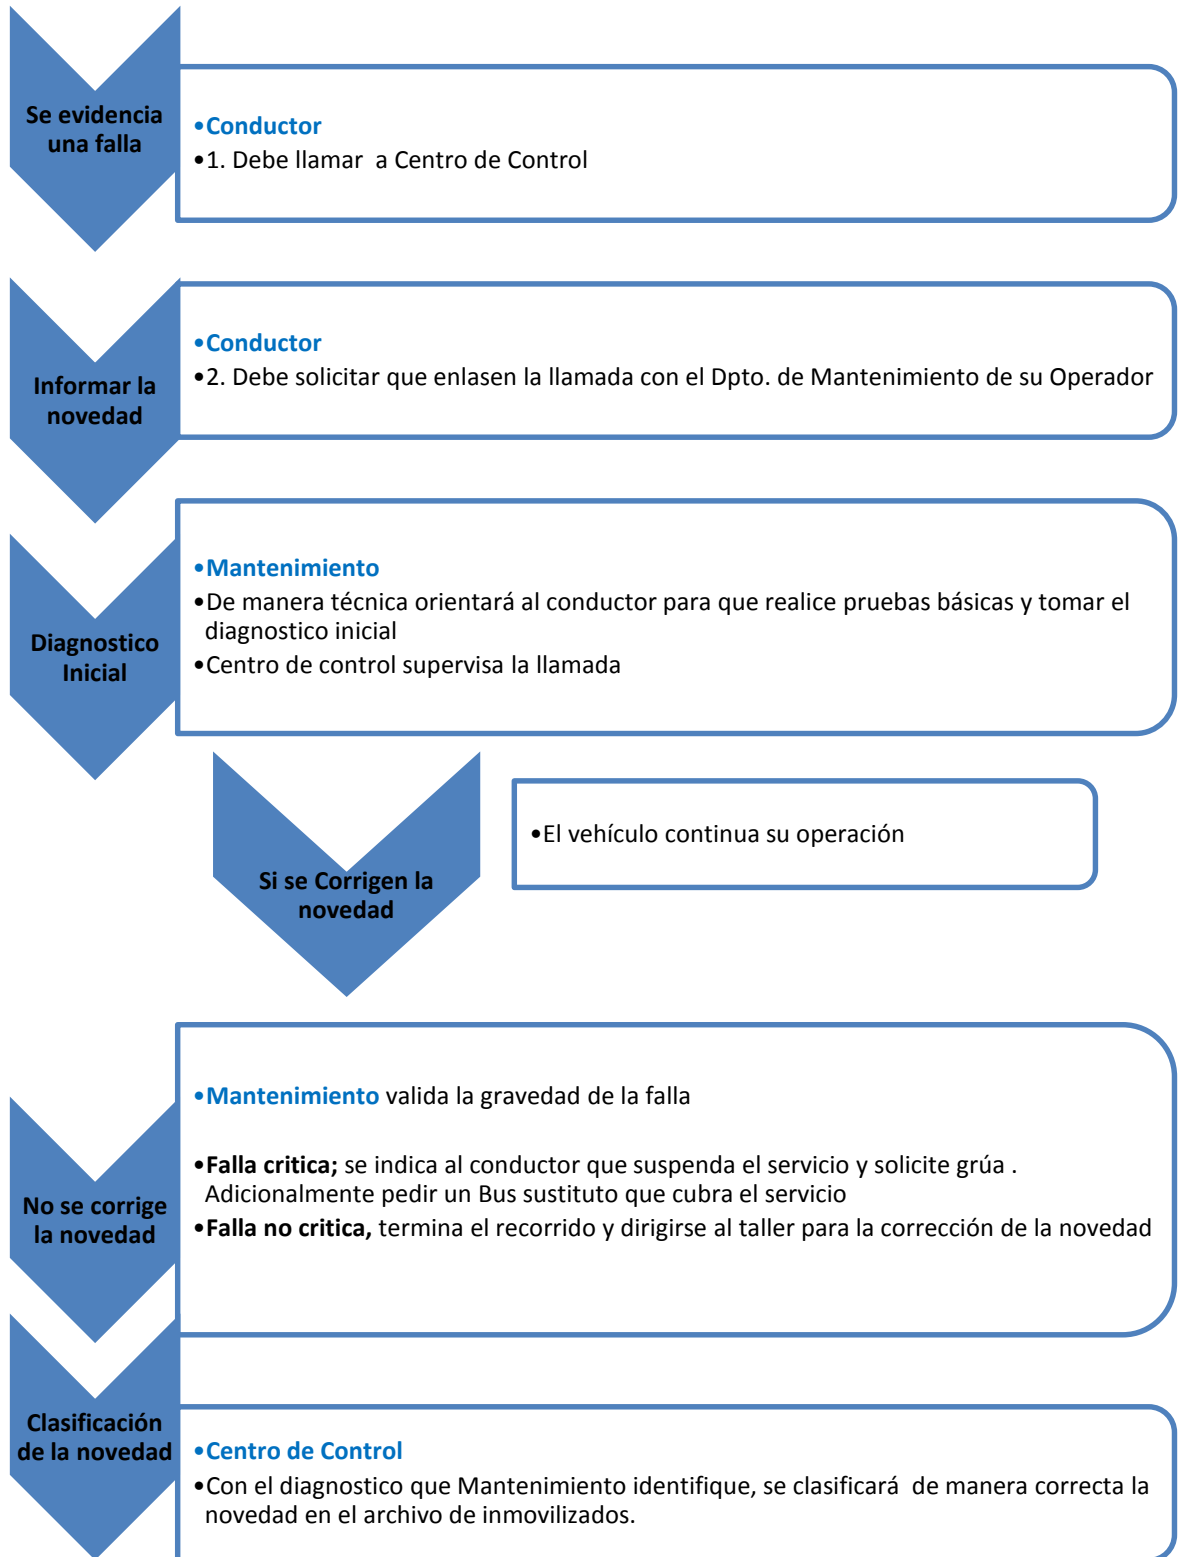 Se evidencia
una falla
•Conductor
•1. Debe llamar  a Centro de Control
Informar la
novedad
•Conductor
•2. Debe solicitar que enlasen la llamada con el Dpto. de Mantenimiento de su Operador
Diagnostico
Inicial
•Mantenimiento
•De manera técnica orientará al conductor para que realice pruebas básicas y tomar el
diagnostico inicial
•Centro de control supervisa la llamada
Si se Corrigen la
novedad
•El vehículo continua su operación
No se corrige
la novedad
•Mantenimiento valida la gravedad de la falla
•Falla critica; se indica al conductor que suspenda el servicio y solicite grúa .
Adicionalmente pedir un Bus sustituto que cubra el servicio
•Falla no critica, termina el recorrido y dirigirse al taller para la corrección de la novedad
Clasificación
de la novedad
•Centro de Control
•Con el diagnostico que Mantenimiento identifique, se clasificará  de manera correcta la
novedad en el archivo de inmovilizados.